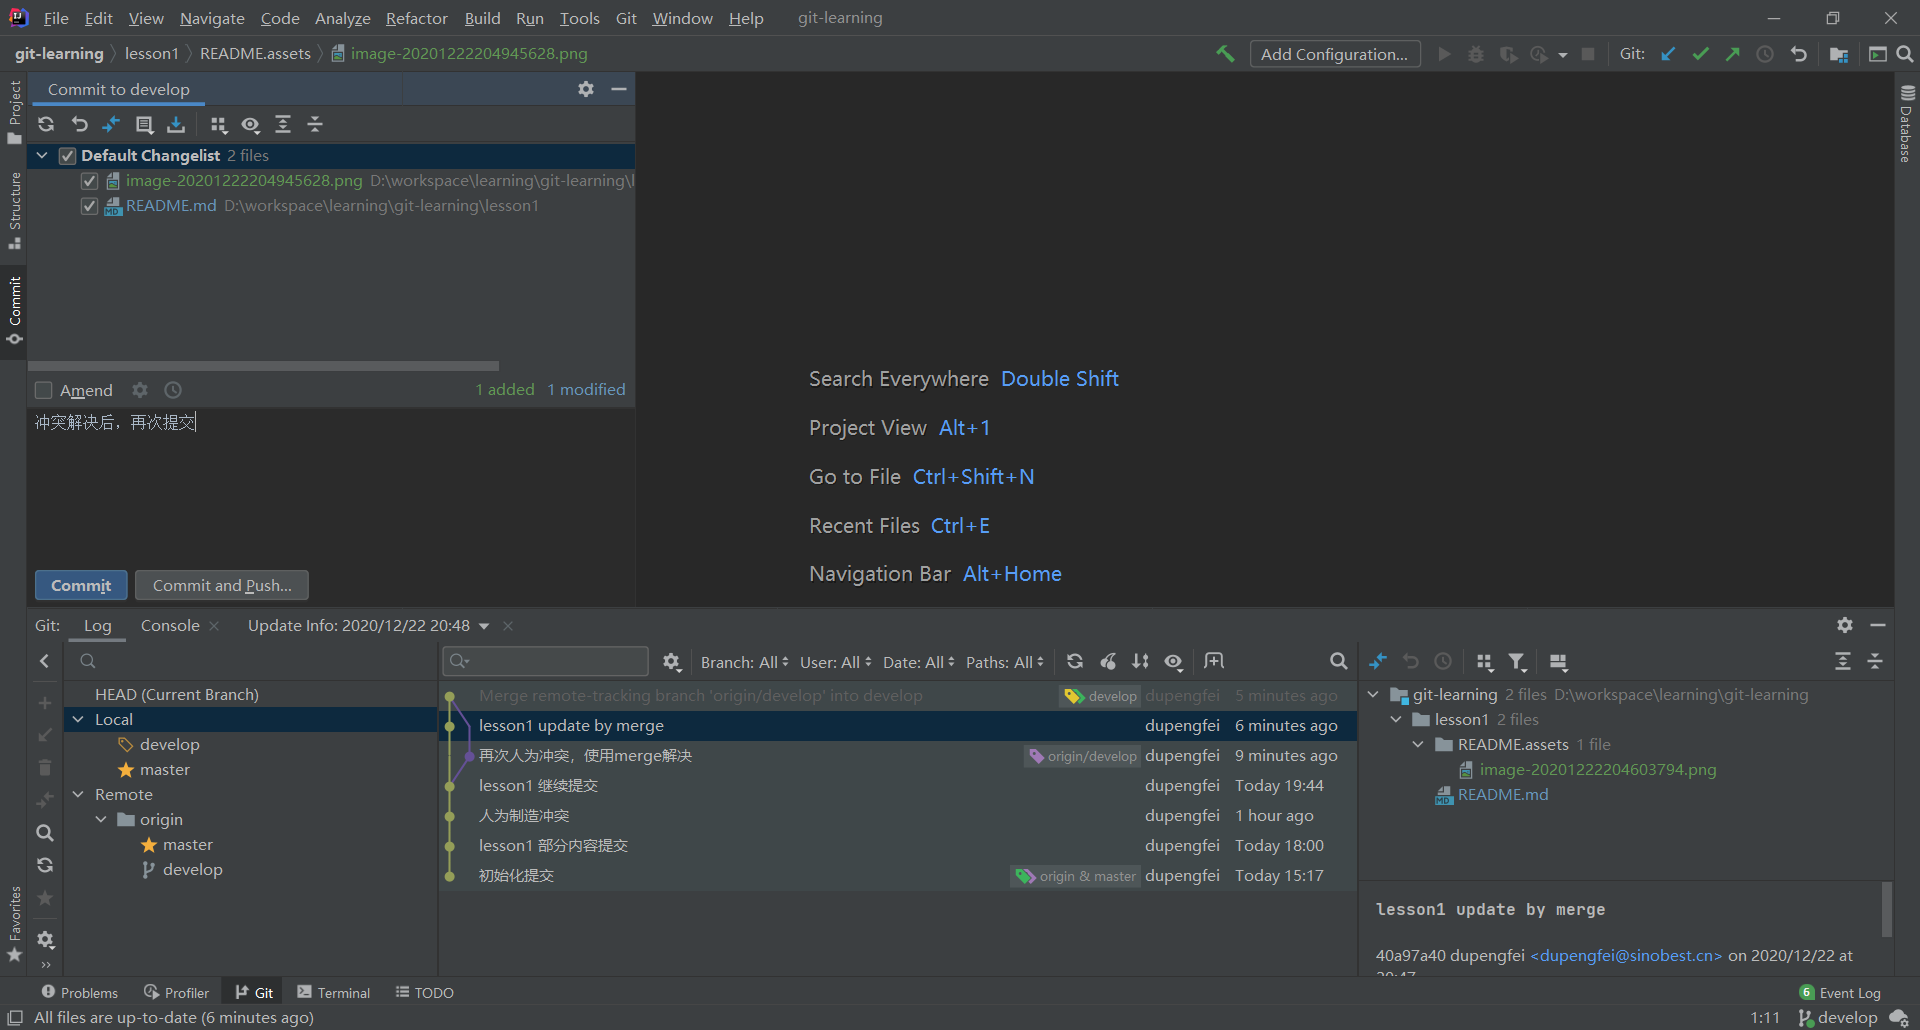 File Edit View Navigate Code Analyze Refactor Build Run Tools Git Window Help git-learning
git-learning lesson1 README.assets image-20201222204945628.png Add Configuration... Git:
Project
Structure
Commit
Favorites
Database
Commit to develop
Default Changelist 2 files
image-20201222204945628.png D:\workspace\learning\git-learning\l
README.md D:\workspace\learning\git-learning\lesson1
Amend 1 added 1 modified
冲突解决后，再次提交
Commit Commit and Push...
Search Everywhere Double Shift
Project View Alt+1
Go to File Ctrl+Shift+N
Recent Files Ctrl+E
Navigation Bar Alt+Home
Git: Log Console Update Info: 2020/12/22 20:48
Branch: All User: All Date: All Paths: All
HEAD (Current Branch)
Local
develop
master
Remote
origin
master
develop
Merge remote-tracking branch 'origin/develop' into develop develop dupengfei 5 minutes ago
lesson1 update by merge dupengfei 6 minutes ago
再次人为冲突，使用merge解决 origin/develop dupengfei 9 minutes ago
lesson1 继续提交 dupengfei Today 19:44
人为制造冲突 dupengfei 1 hour ago
lesson1 部分内容提交 dupengfei Today 18:00
初始化提交 origin & master dupengfei Today 15:17
git-learning 2 files D:\workspace\learning\git-learning
lesson1 2 files
README.assets 1 file
image-20201222204603794.png
README.md
lesson1 update by merge
40a97a40 dupengfei <dupengfei@sinobest.cn> on 2020/12/22 at
20:47
Problems Profiler Git Terminal TODO 6 Event Log
All files are up-to-date (6 minutes ago) 1:11 develop